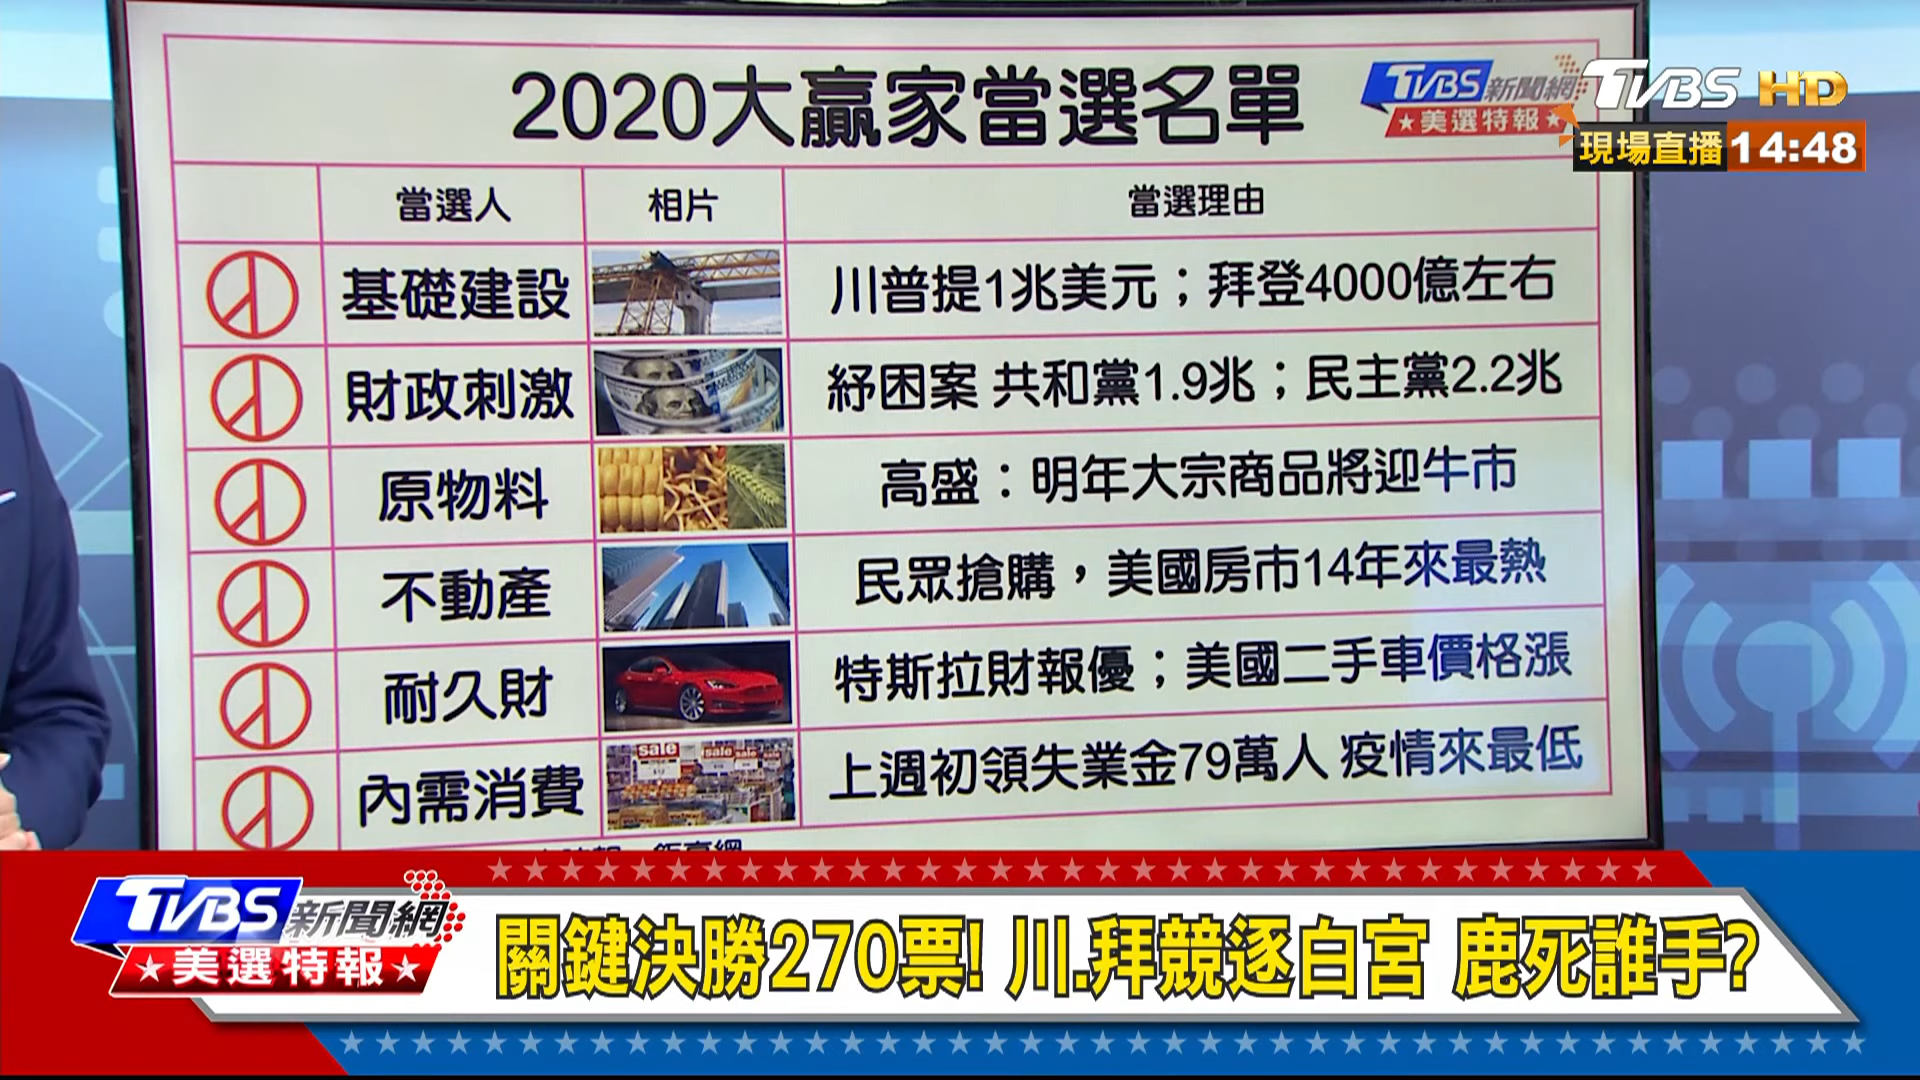 2020大贏家當選名單
TVBS新聞網
★美選特報★
TVBS HD
現場直播 14:48
當選人 相片 當選理由
基礎建設 川普提1兆美元；拜登4000億左右
財政刺激 紓困案 共和黨1.9兆；民主黨2.2兆
原物料 高盛：明年大宗商品將迎牛市
不動產 民眾搶購，美國房市14年來最熱
耐久財 特斯拉財報優；美國二手車價格漲
內需消費 sale sale sale 上週初領失業金79萬人 疫情來最低
TVBS新聞網
★美選特報★
關鍵決勝270票! 川.拜競逐白宮 鹿死誰手?